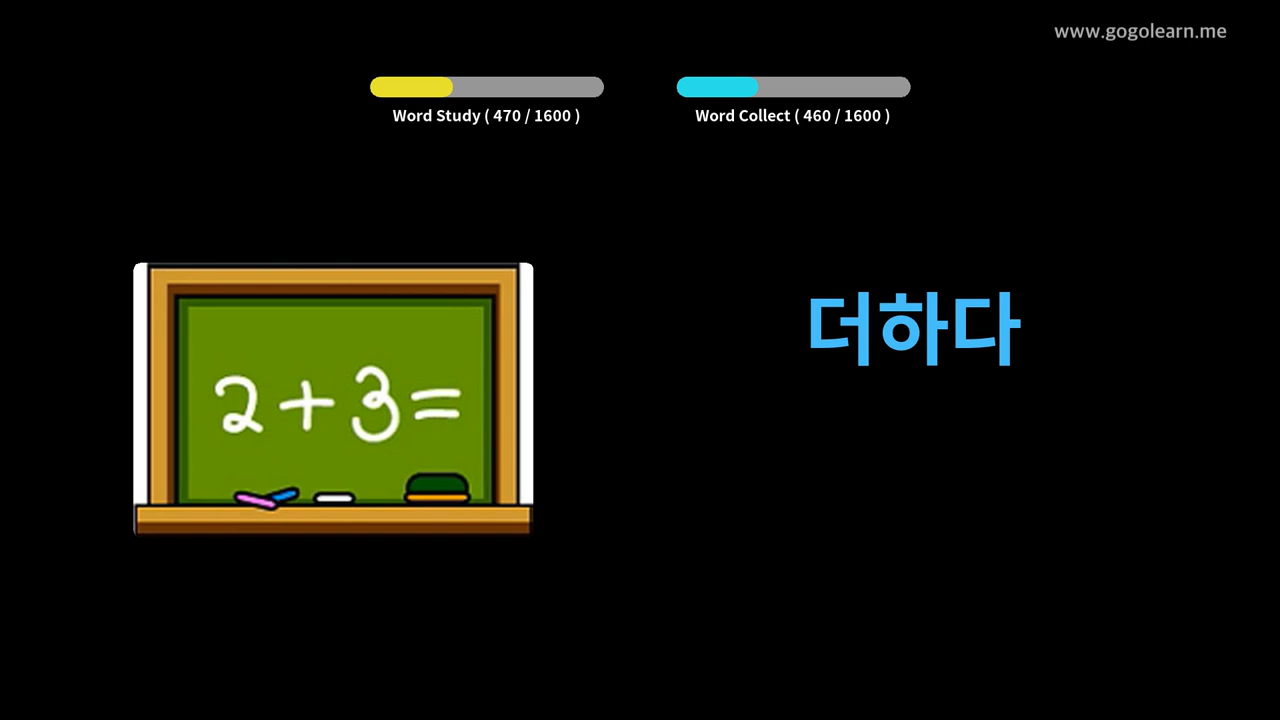 www.gogolearn.me
Word Study ( 470 / 1600 )
Word Collect ( 460 / 1600 )
2+3=
더하다